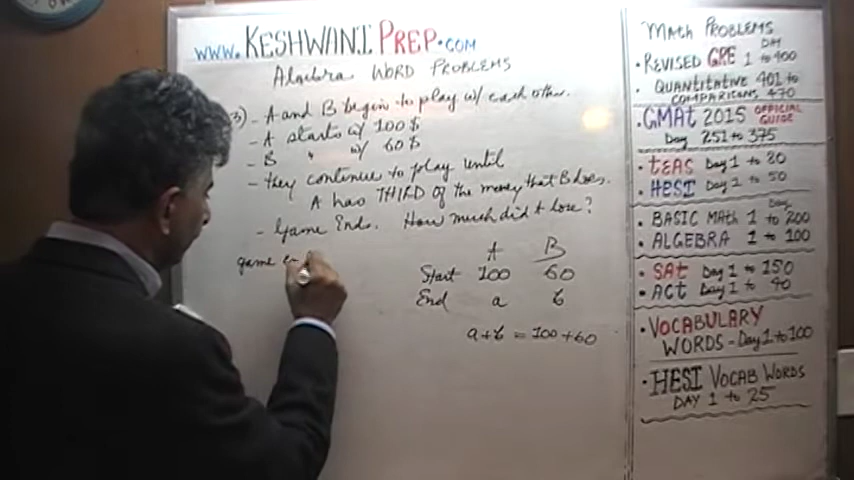 www.KESHWANIPREP.COM
Algebra WORD PROBLEMS
3) - A and B begin to play w/ each other.
- A starts w/ 100$
- B " w/ 60$
- they continue to play until
A has THIRD of the money that B does.
- Game Ends. How much did A lose?
game en
A B
Start 100 60
End a b
a+b = 100+60
MATH PROBLEMS
DAY
• REVISED GRE 1 to 400
• QUANTITATIVE 401 to
COMPARISONS 470
• GMAT 2015 OFFICIAL
GUIDE
Day 251 to 375
• TEAS Day 1 to 80
• HESI Day 1 to 50
Day
• BASIC MATH 1 to 200
• ALGEBRA 1 to 100
• SAT Day 1 to 150
• ACT Day 1 to 40
• VOCABULARY
WORDS - Day 1 to 100
• HESI VOCAB WORDS
DAY 1 to 25